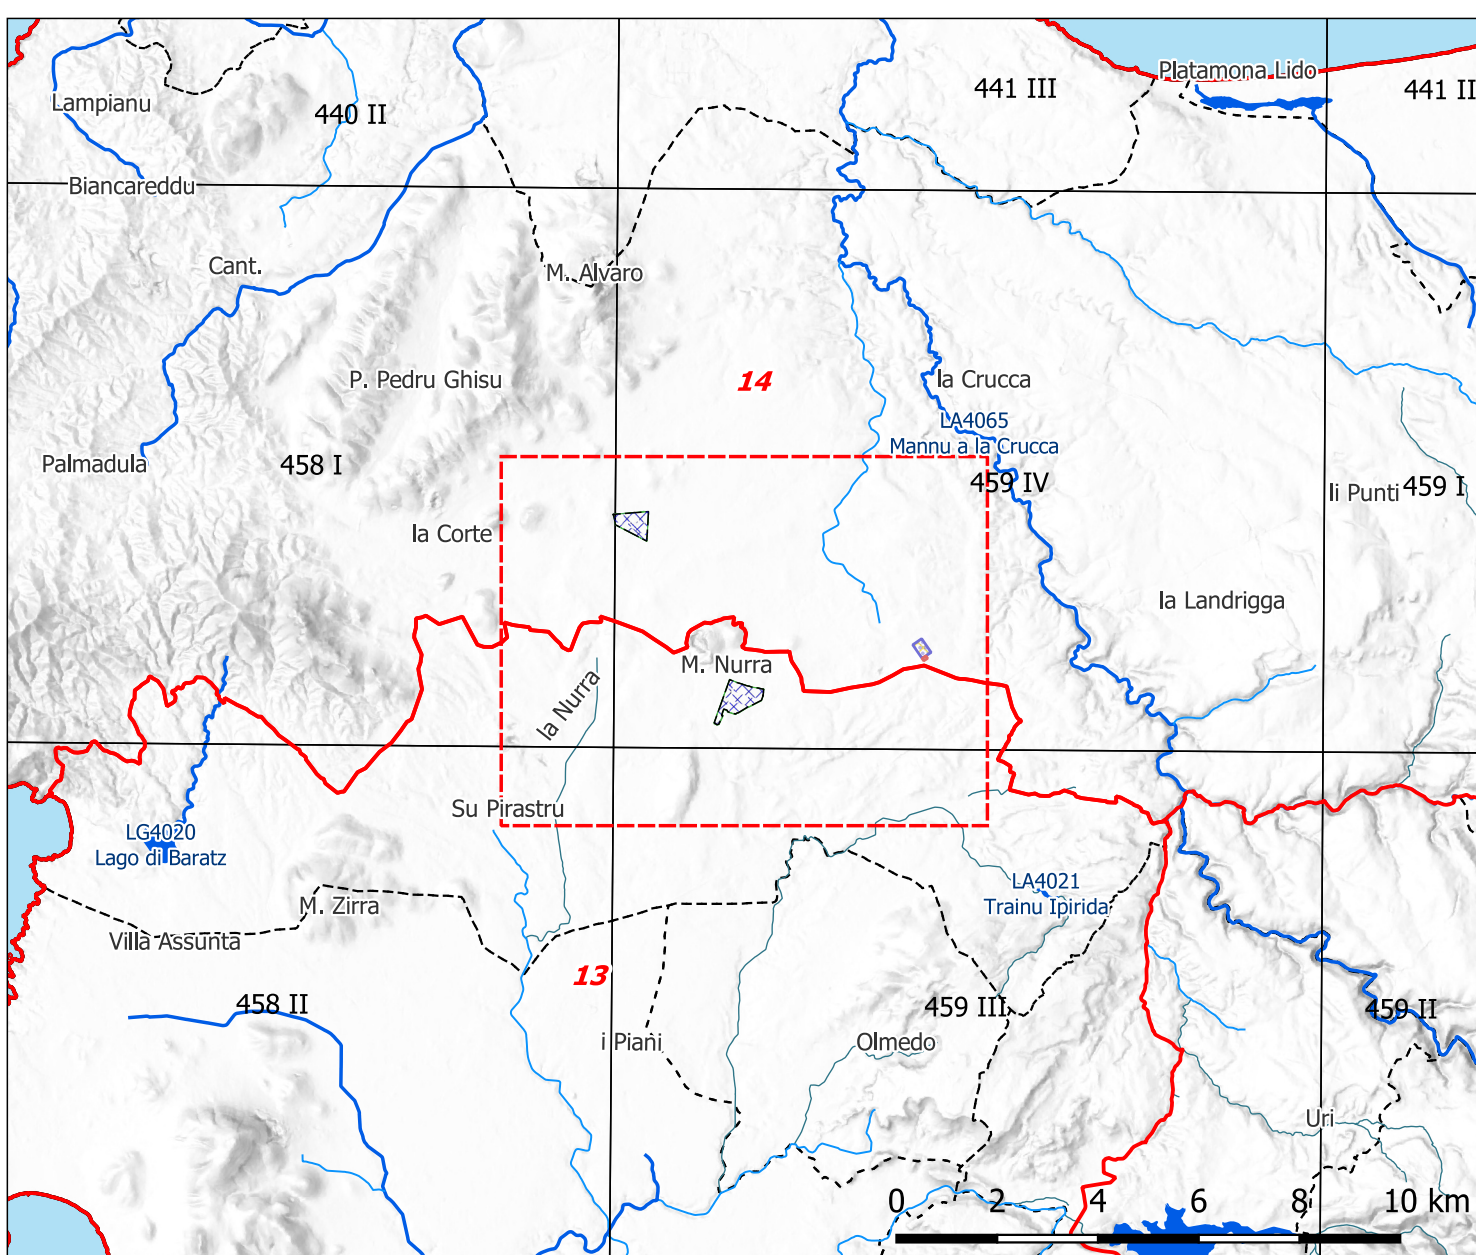 Platamona Lido
441 III
441 II
Lampianu
440 II
Biancareddu
Cant.
M. Alvaro
P. Pedru Ghisu
14
la Crucca
LA4065
Mannu a la Crucca
Palmadula
458 I
459 IV
li Punti
459 I
la Corte
la Landrigga
M. Nurra
la Nurra
Su Pirastru
LG4020
Lago di Baratz
LA4021
Trainu Ipirida
M. Zirra
Villa Assunta
13
458 II
459 III
459 II
i Piani
Olmedo
Uri
0 2 4 6 8 10 km